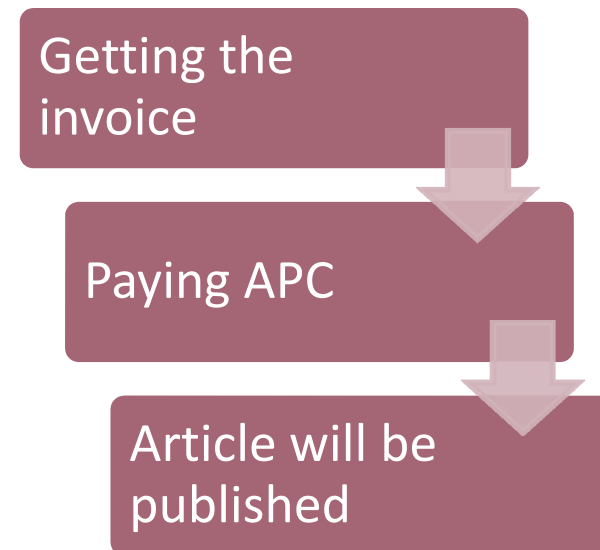 Getting the
invoice
Paying APC
Article will be
published